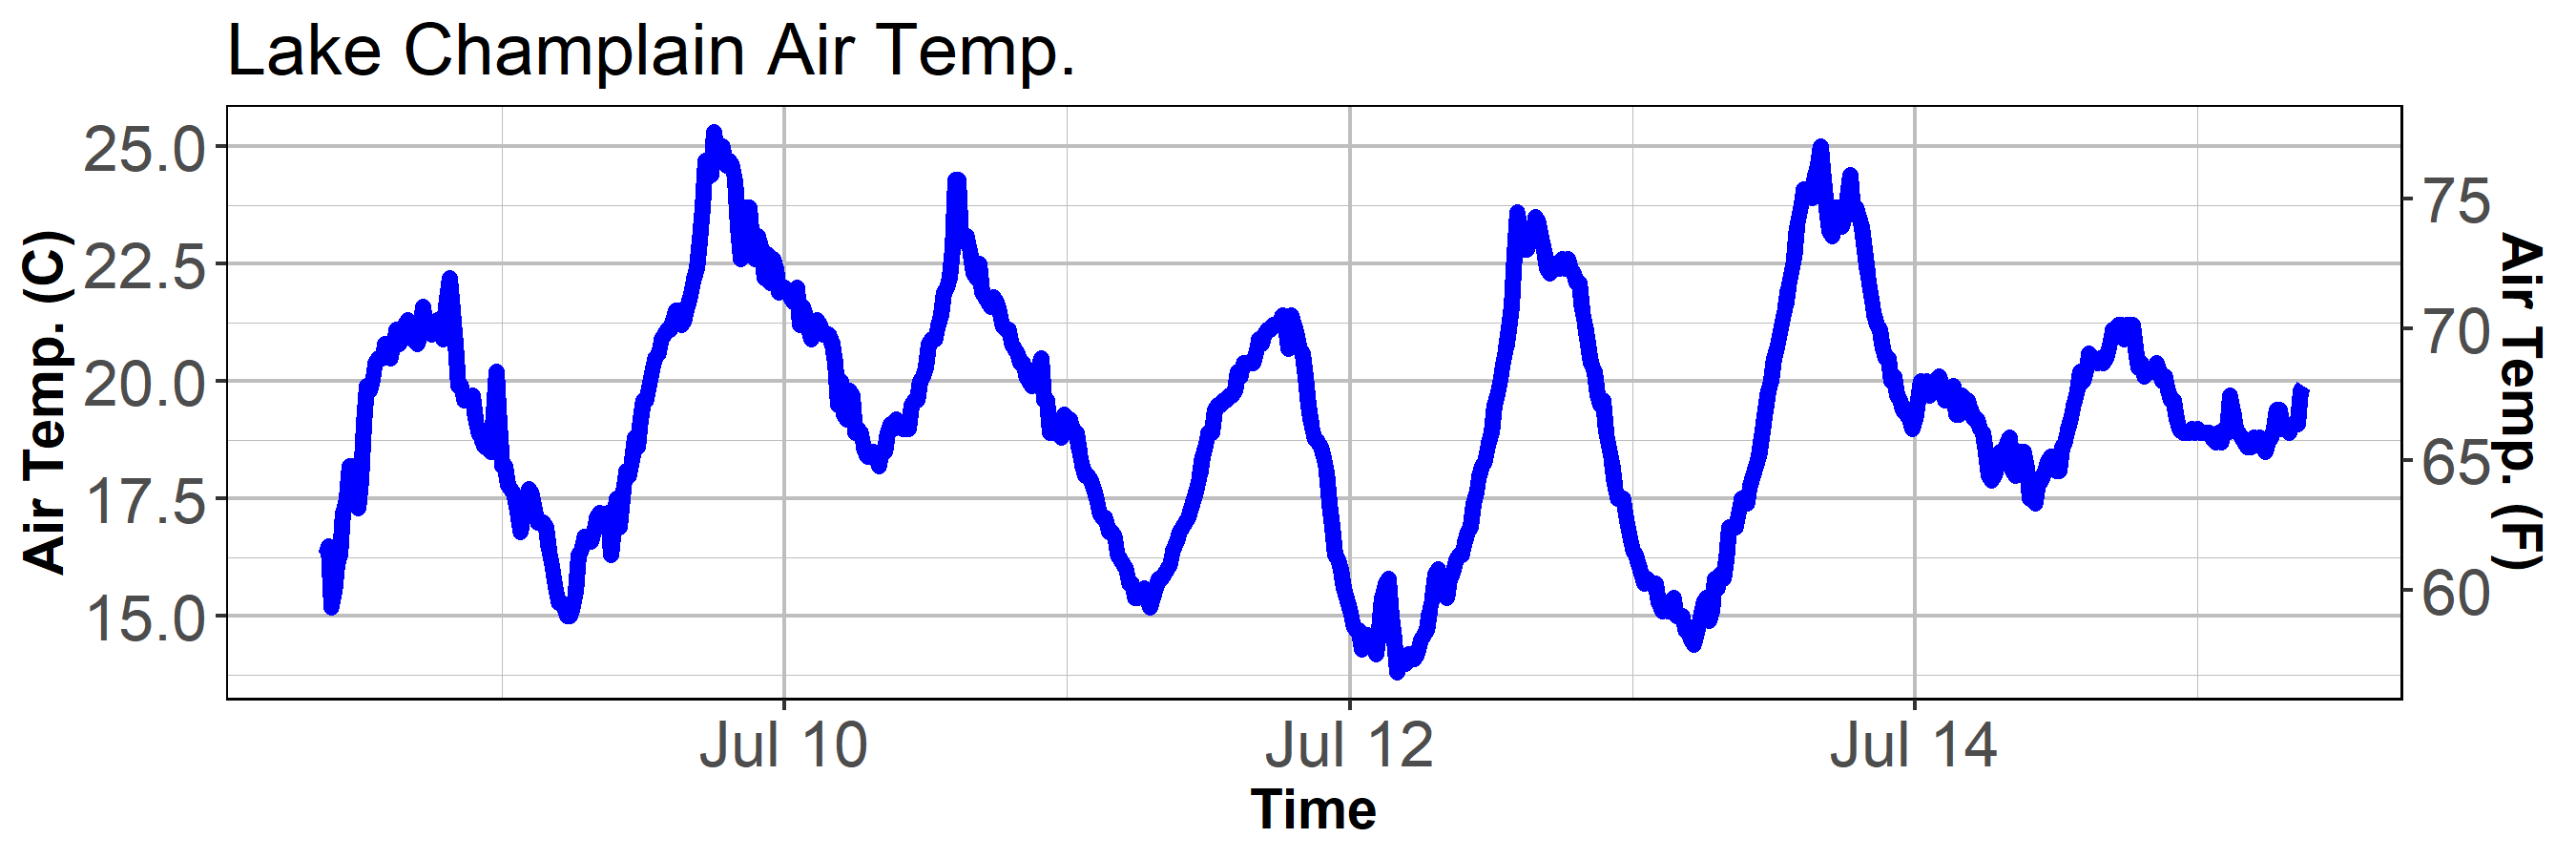 Lake Champlain Air Temp.
Air Temp. (C)
25.0
22.5
20.0
17.5
15.0
75
70
65
60
Air Temp. (F)
Jul 10 Jul 12 Jul 14
Time